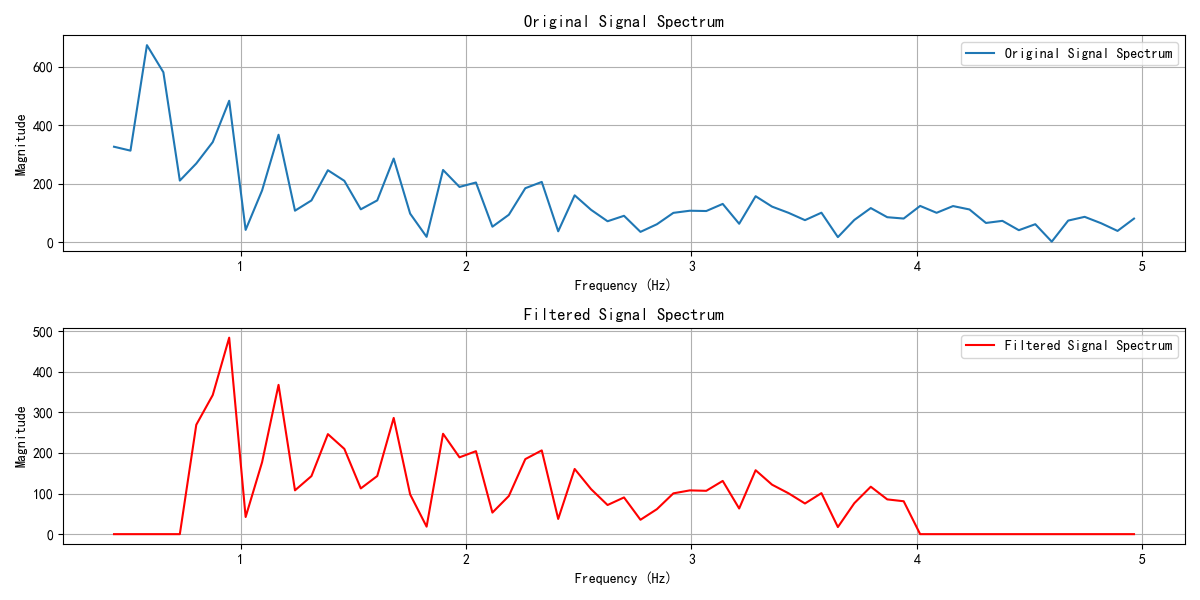 Original Signal Spectrum
Original Signal Spectrum
600
400
200
0
Magnitude
1 2 3 4 5
Frequency (Hz)
Filtered Signal Spectrum
Filtered Signal Spectrum
500
400
300
200
100
0
Magnitude
1 2 3 4 5
Frequency (Hz)